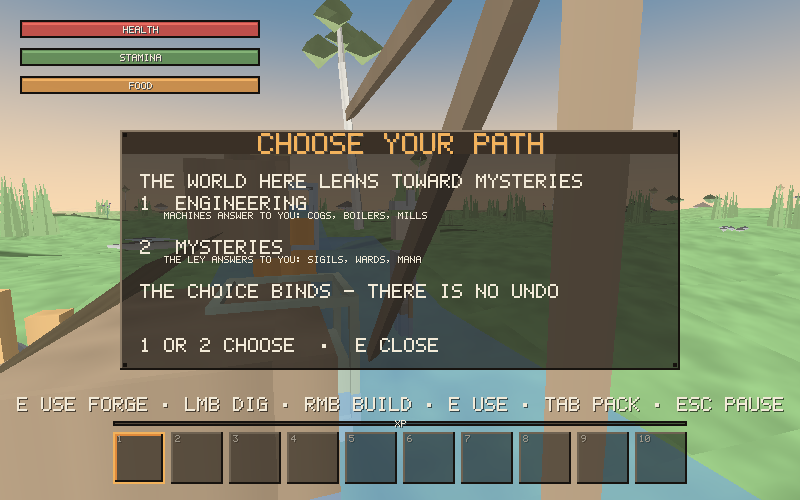 HEALTH
STAMINA
FOOD
CHOOSE YOUR PATH
THE WORLD HERE LEANS TOWARD MYSTERIES
1 ENGINEERING
MACHINES ANSWER TO YOU: COGS, BOILERS, MILLS
2 MYSTERIES
THE LEY ANSWERS TO YOU: SIGILS, WARDS, MANA
THE CHOICE BINDS – THERE IS NO UNDO
1 OR 2 CHOOSE · E CLOSE
E USE FORGE · LMB DIG · RMB BUILD · E USE · TAB PACK · ESC PAUSE
XP
1 2 3 4 5 6 7 8 9 10